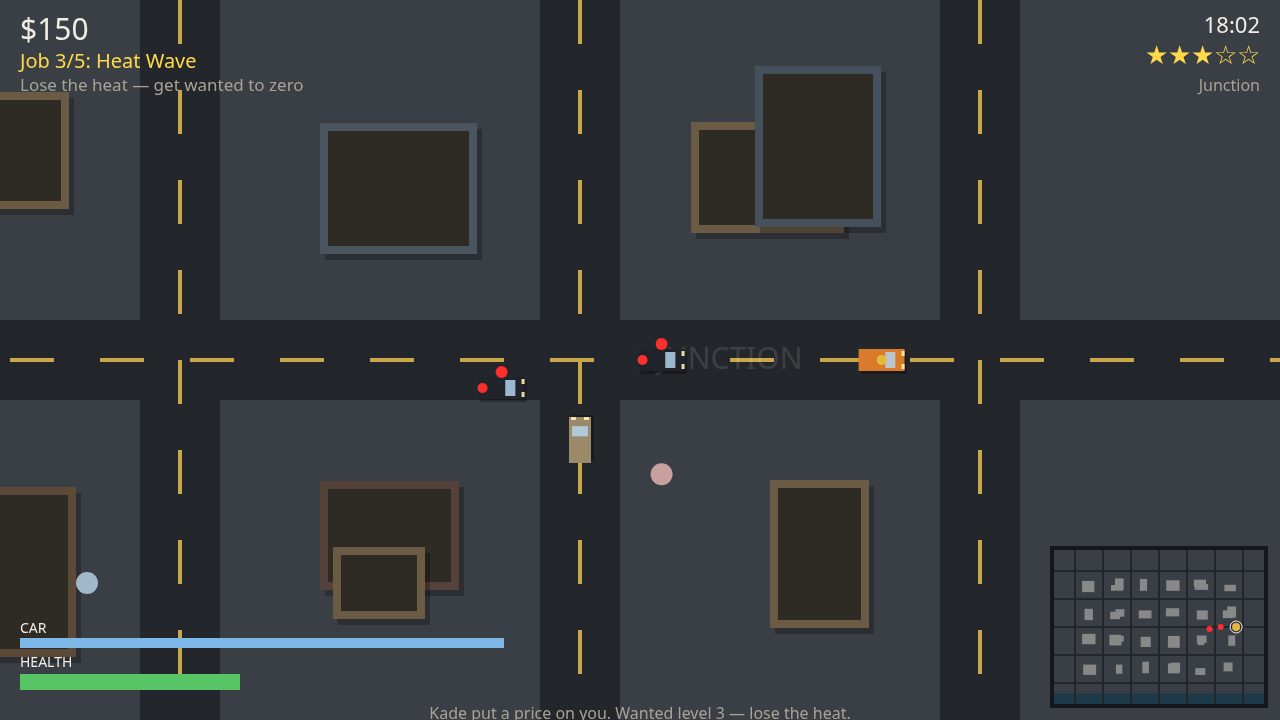 $150
Job 3/5: Heat Wave
Lose the heat — get wanted to zero
18:02
★★★☆☆
Junction
NCTION
CAR
HEALTH
Kade put a price on you. Wanted level 3 — lose the heat.